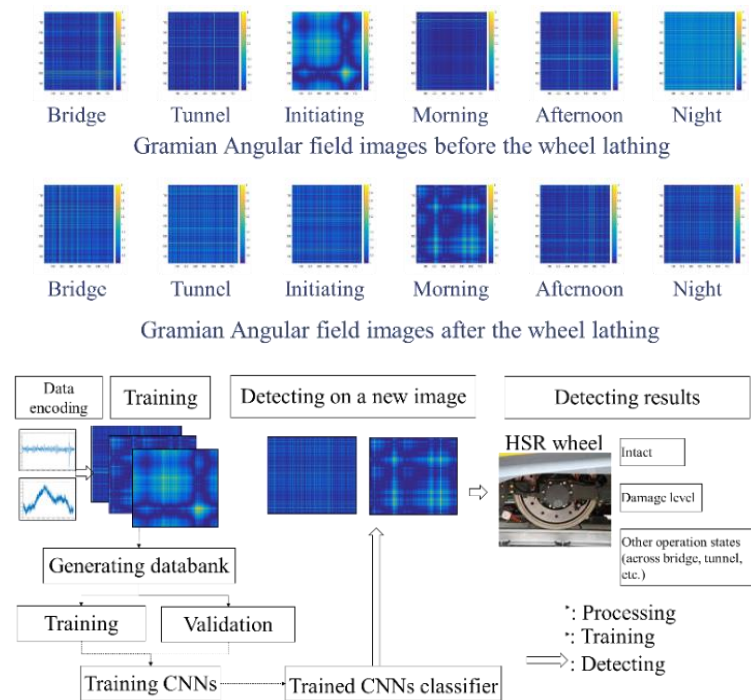 Bridge Tunnel Initiating Morning Afternoon Night
Gramian Angular field images before the wheel lathing
Bridge Tunnel Initiating Morning Afternoon Night
Gramian Angular field images after the wheel lathing
Data
encoding
Training
Detecting on a new image
Detecting results
HSR wheel
Intact
Damage level
Other operation states
(across bridge, tunnel,
etc.)
Generating databank
Training
Validation
Training CNNs
Trained CNNs classifier
: Processing
: Training
: Detecting